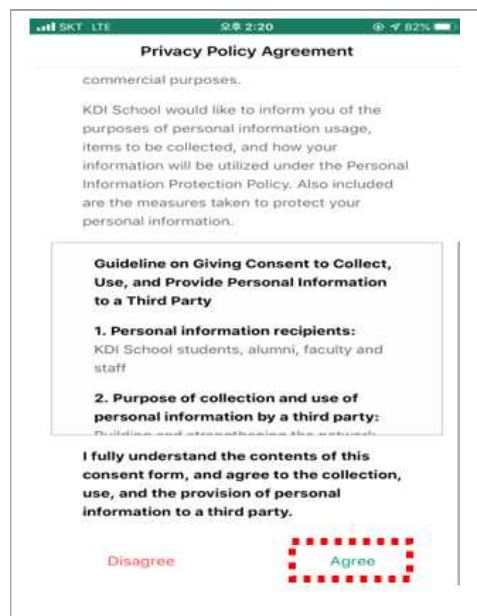 SKT LTE 오후 2:20 82%
Privacy Policy Agreement
commercial purposes.
KDI School would like to inform you of the
purposes of personal information usage,
items to be collected, and how your
information will be utilized under the Personal
Information Protection Policy. Also included
are the measures taken to protect your
personal information.
Guideline on Giving Consent to Collect,
Use, and Provide Personal Information
to a Third Party
1. Personal information recipients:
KDI School students, alumni, faculty and
staff
2. Purpose of collection and use of
personal information by a third party:
Building and strengthening the network
I fully understand the contents of this
consent form, and agree to the collection,
use, and the provision of personal
information to a third party.
Disagree Agree